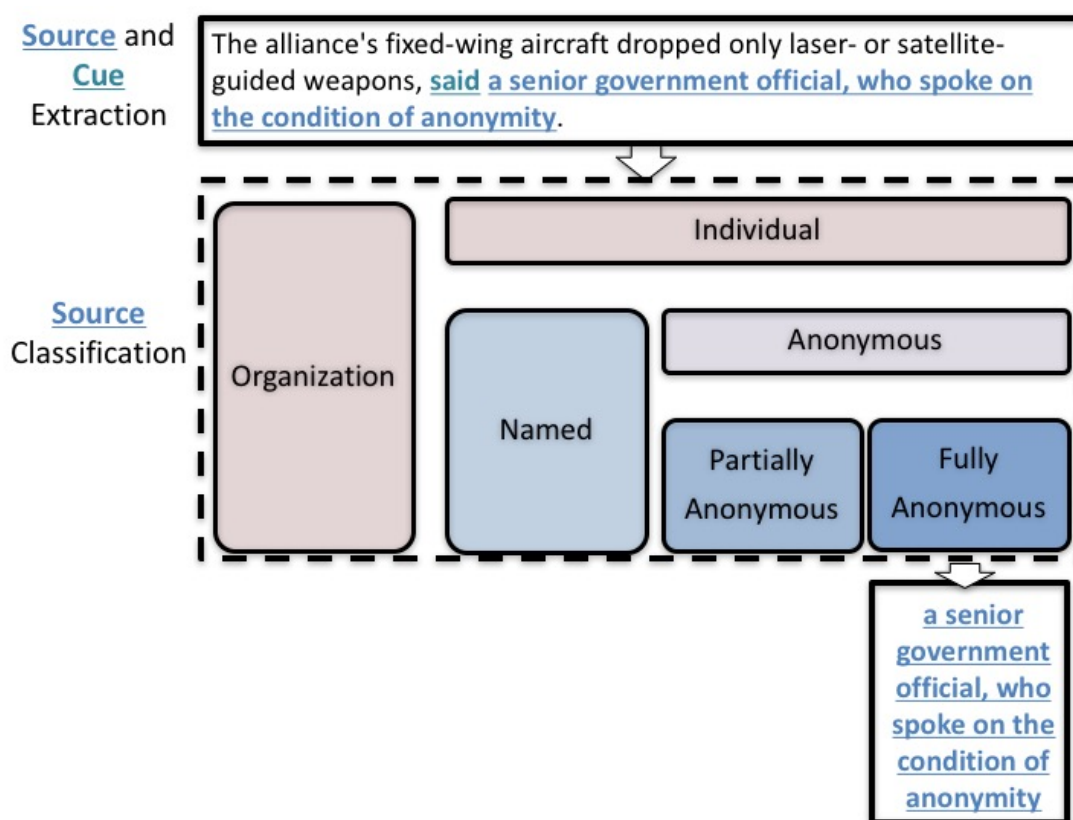 Source and
Cue
Extraction
The alliance's fixed-wing aircraft dropped only laser- or satellite-
guided weapons, said a senior government official, who spoke on
the condition of anonymity.
Source
Classification
Organization
Individual
Named
Anonymous
Partially
Anonymous
Fully
Anonymous
a senior
government
official, who
spoke on the
condition of
anonymity